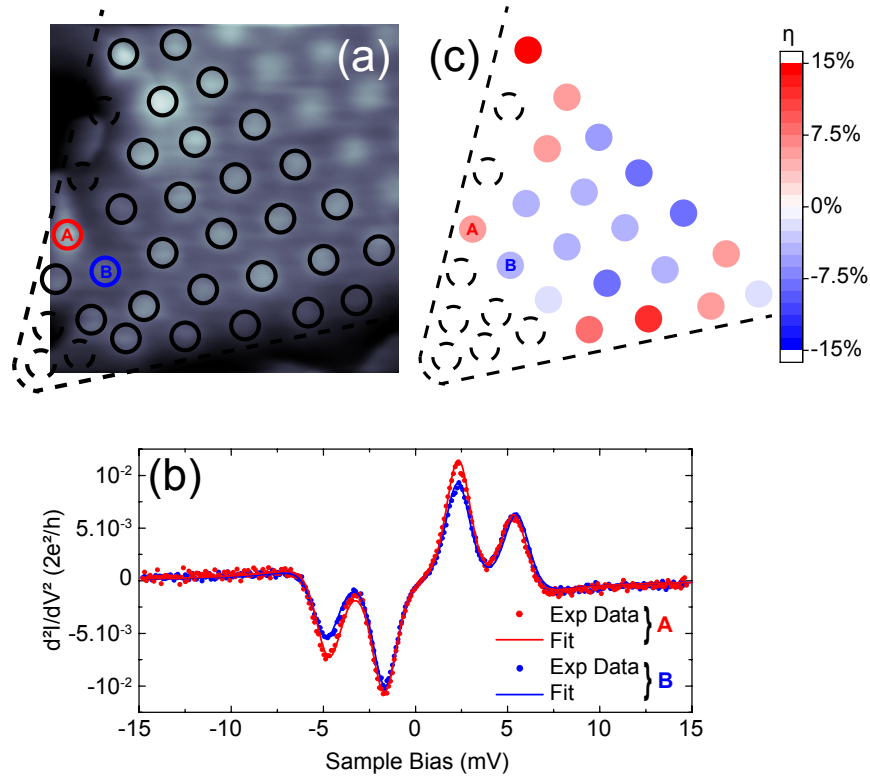 (a)
A
B
(c)
A
B
η
15%
7.5%
0%
-7.5%
-15%
(b)
d²I/dV² (2e²/h)
10⁻²
5.10⁻³
0
-5.10⁻³
-10⁻²
Exp Data
Fit
} A
Exp Data
Fit
} B
-15 -10 -5 0 5 10 15
Sample Bias (mV)